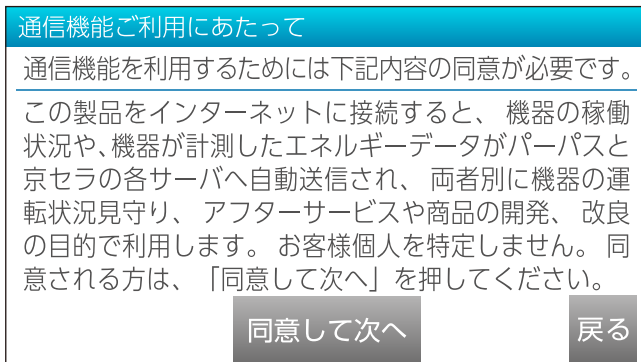 通信機能ご利用にあたって
通信機能を利用するためには下記内容の同意が必要です。
この製品をインターネットに接続すると、 機器の稼働
状況や、機器が計測したエネルギーデータがパーパスと
京セラの各サーバへ自動送信され、 両者別に機器の運
転状況見守り、 アフターサービスや商品の開発、 改良
の目的で利用します。 お客様個人を特定しません。 同
意される方は、「同意して次へ」を押してください。
同意して次へ
戻る